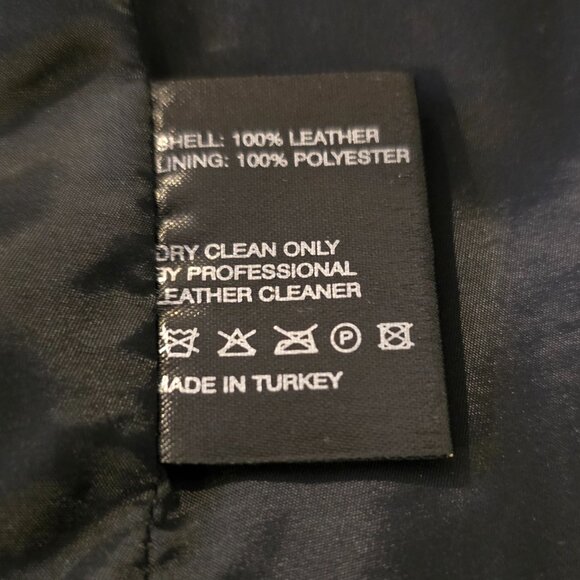 SHELL: 100% LEATHER
LINING: 100% POLYESTER
DRY CLEAN ONLY
BY PROFESSIONAL
LEATHER CLEANER
P
MADE IN TURKEY